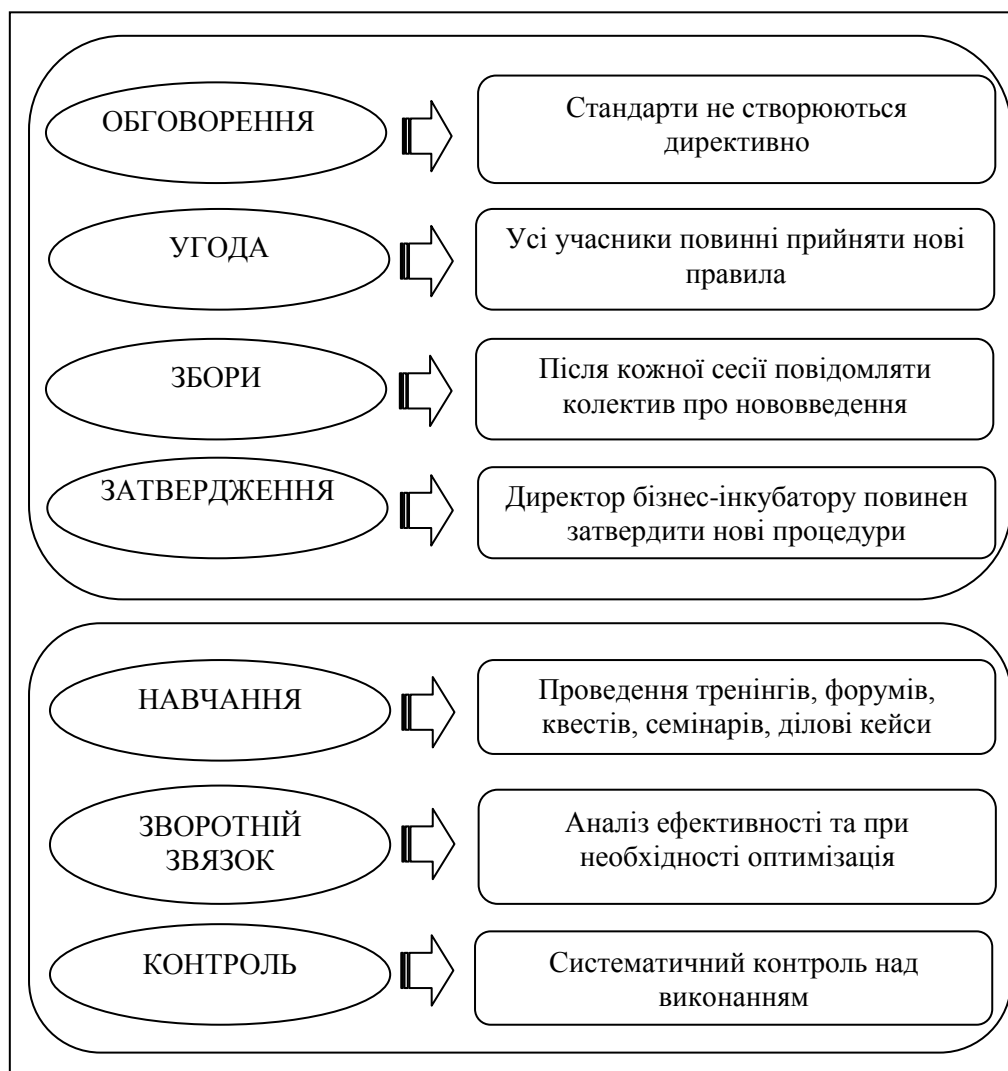 ОБГОВОРЕННЯ
Стандарти не створюються
директивно
УГОДА
Усі учасники повинні прийняти нові
правила
ЗБОРИ
Після кожної сесії повідомляти
колектив про нововведення
ЗАТВЕРДЖЕННЯ
Директор бізнес-інкубатору повинен
затвердити нові процедури
НАВЧАННЯ
Проведення тренінгів, форумів,
квестів, семінарів, ділові кейси
ЗВОРОТНІЙ
ЗВЯЗОК
Аналіз ефективності та при
необхідності оптимізація
КОНТРОЛЬ
Систематичний контроль над
виконанням